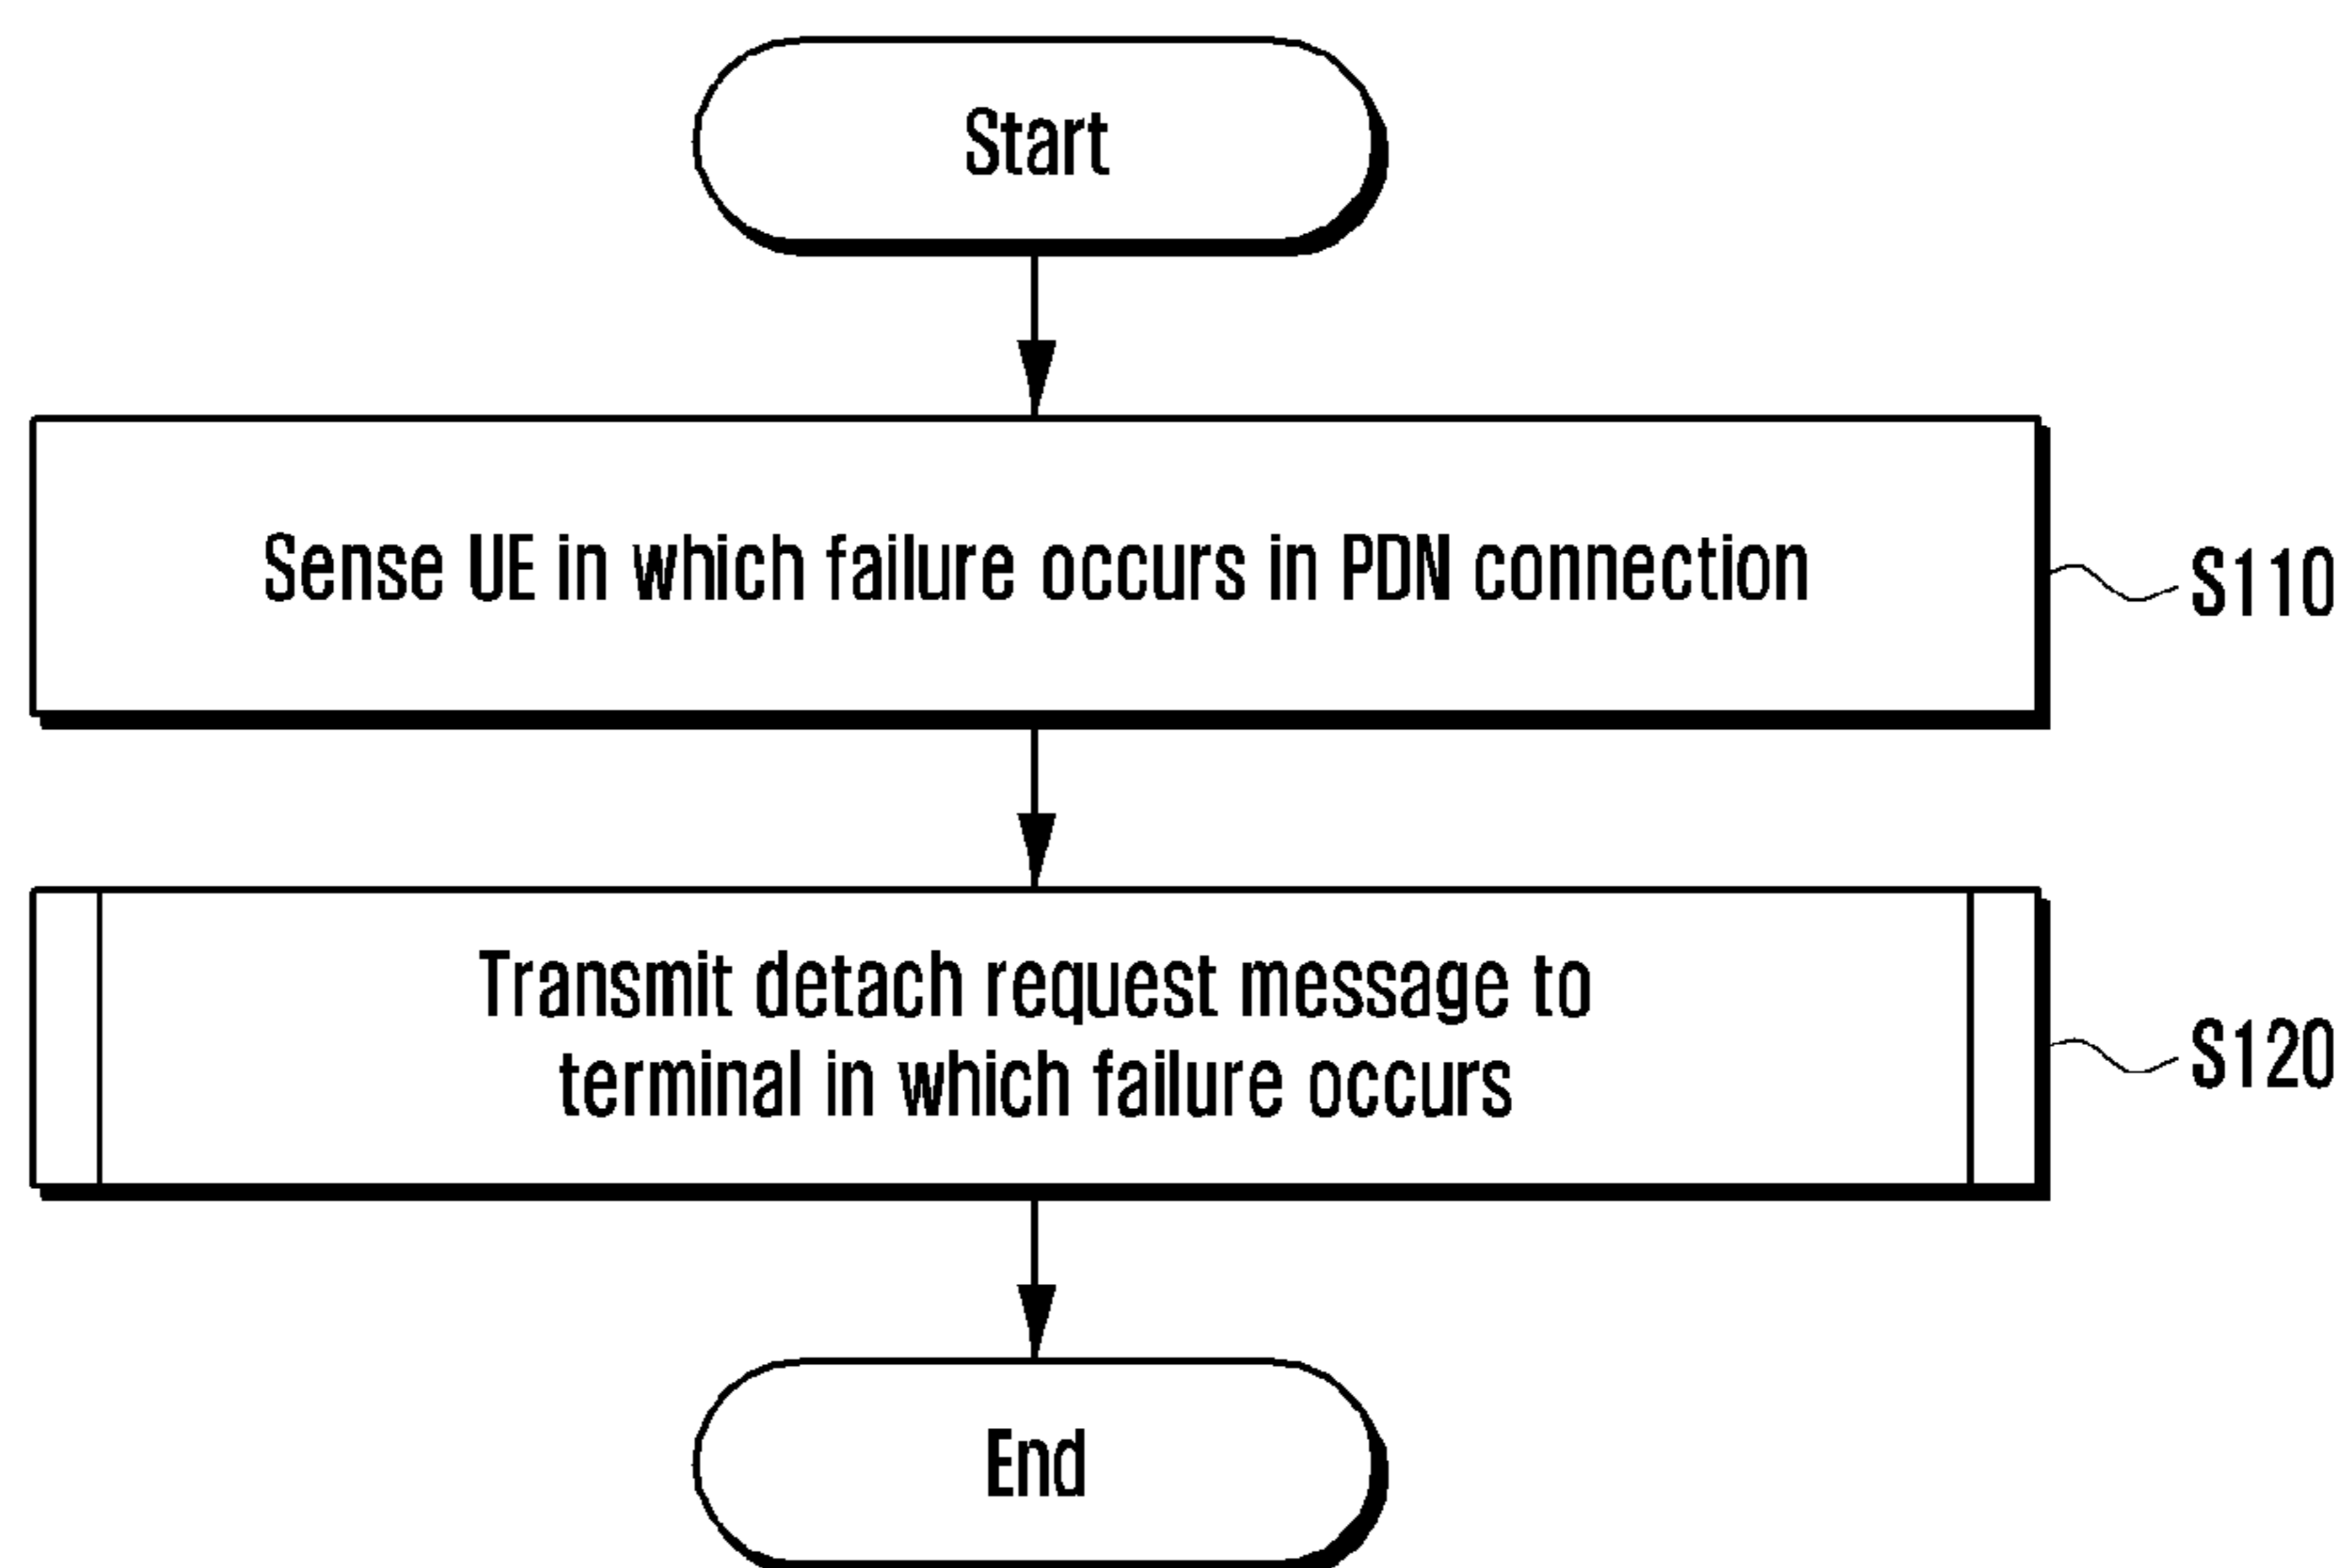 Start
Sense UE in which failure occurs in PDN connection
S110
Transmit detach request message to
terminal in which failure occurs
S120
End